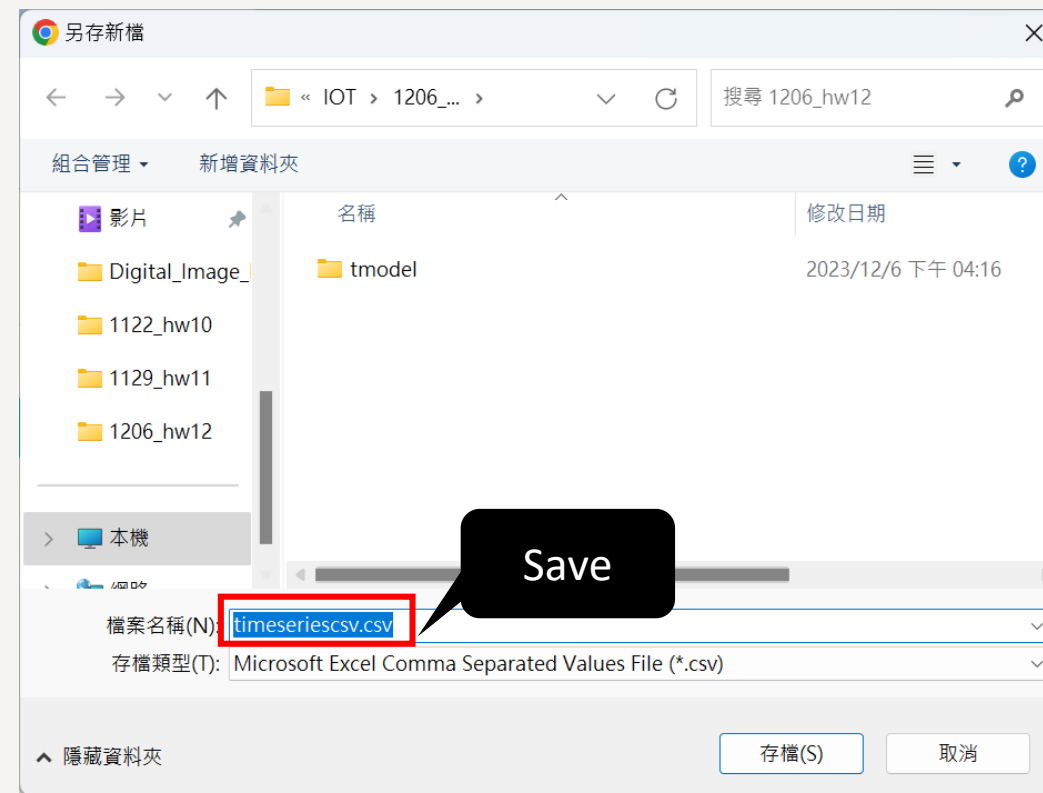 另存新檔
« IOT › 1206_... ›
搜尋 1206_hw12
組合管理
新增資料夾
名稱
修改日期
影片
Digital_Image_
1122_hw10
1129_hw11
1206_hw12
本機
tmodel
2023/12/6 下午 04:16
Save
檔案名稱(N):
timeseriescsv.csv
存檔類型(T): Microsoft Excel Comma Separated Values File (*.csv)
隱藏資料夾
存檔(S)
取消